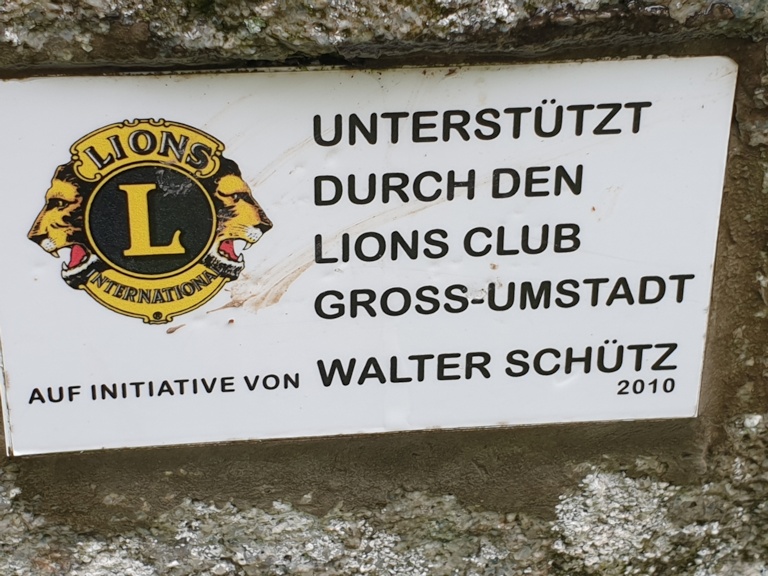 LIONS
L
INTERNATIONAL
UNTERSTÜTZT
DURCH DEN
LIONS CLUB
GROSS-UMSTADT
AUF INITIATIVE VON WALTER SCHÜTZ
2010